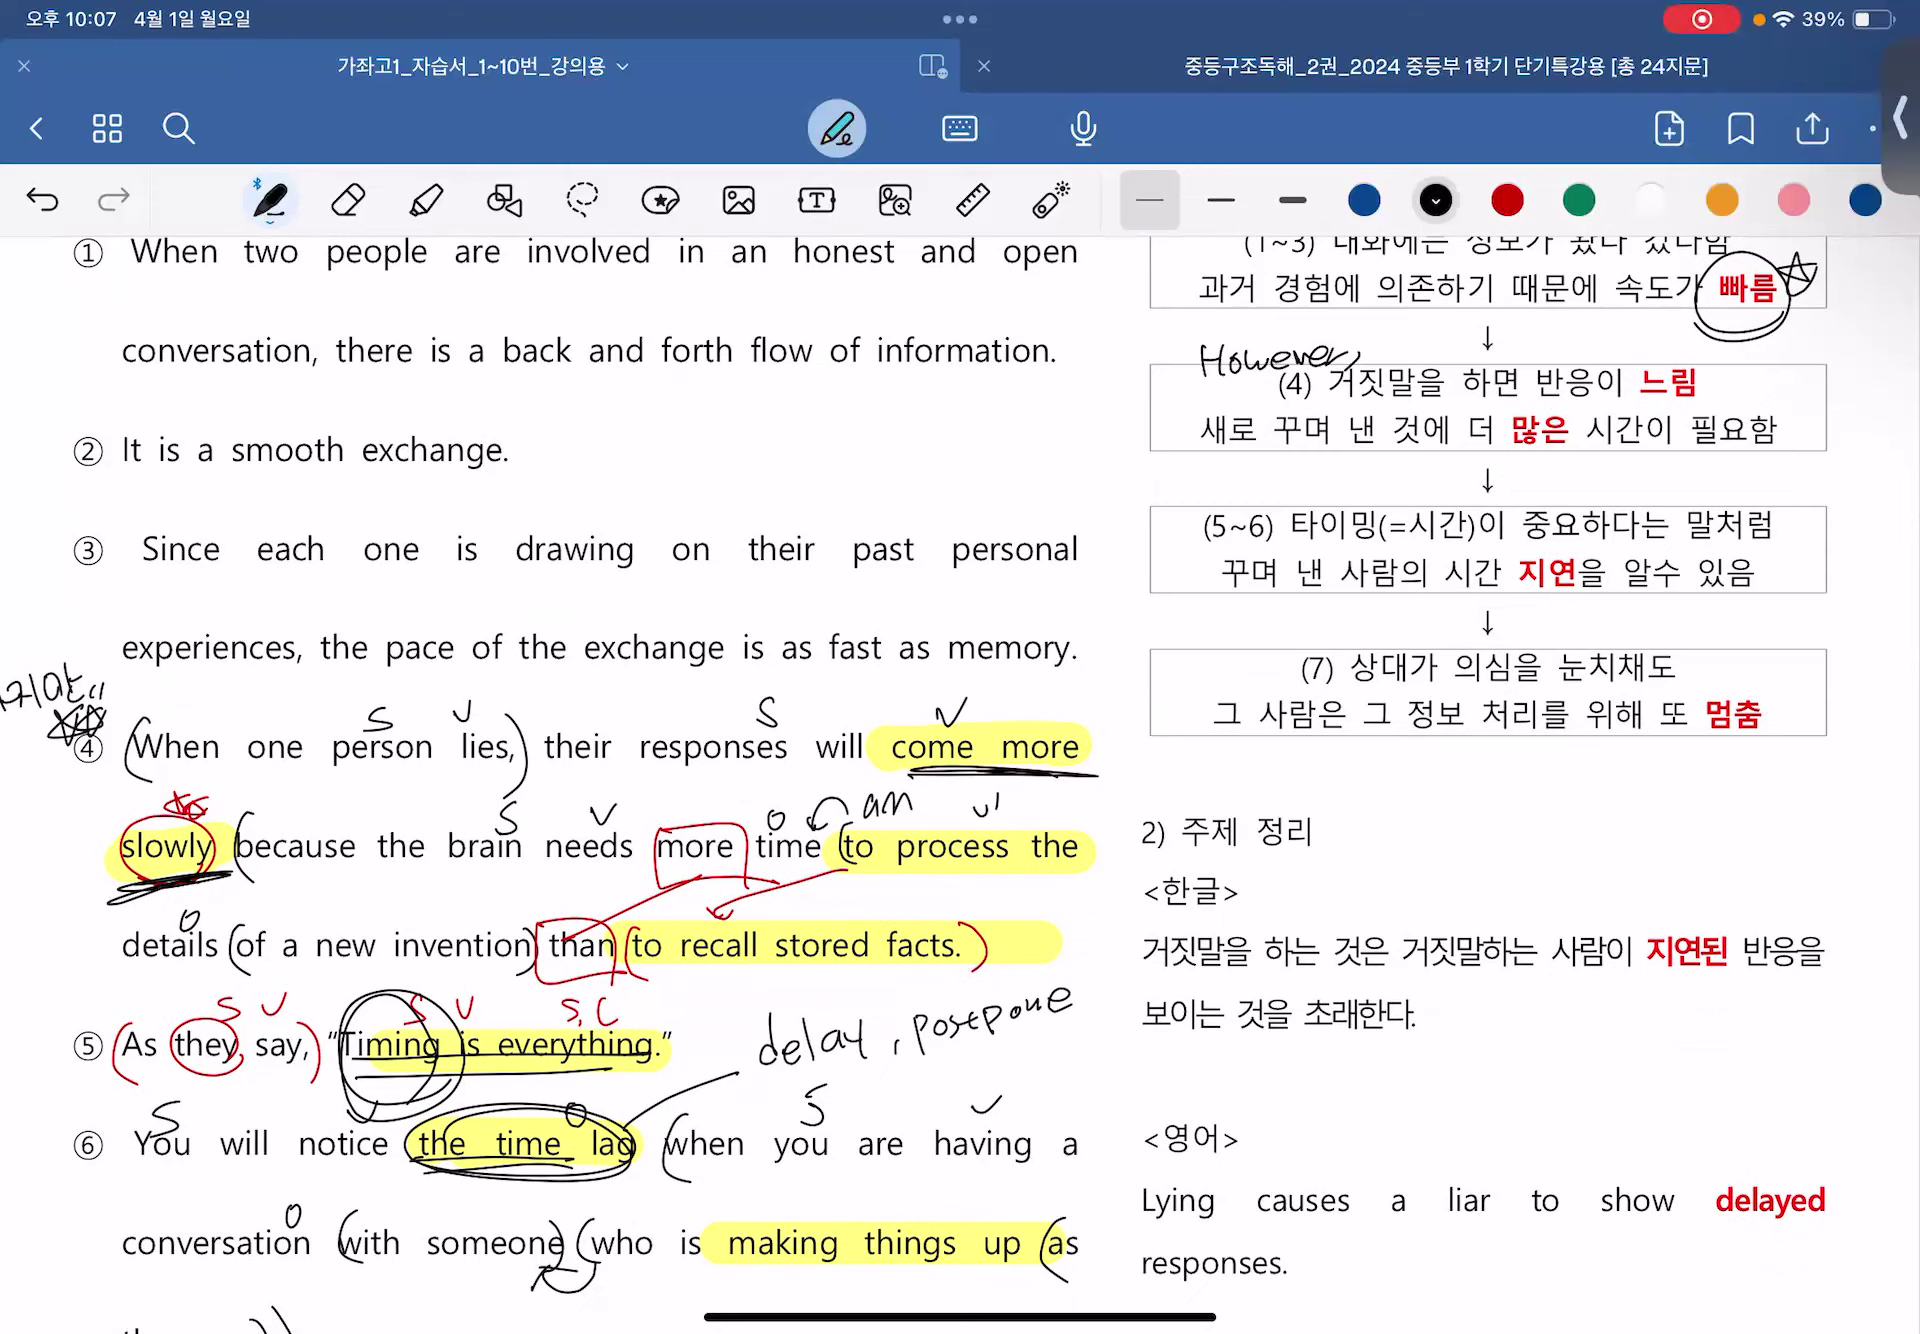 오후 10:07 4월 1일 월요일
39%
가좌고1_자습서_1~10번_강의용
중등구조독해_2권_2024 중등부 1학기 단기특강용 [총 24지문]
① When two people are involved in an honest and open
conversation, there is a back and forth flow of information.
② It is a smooth exchange.
③ Since each one is drawing on their past personal
experiences, the pace of the exchange is as fast as memory.
S V S V
④ (When one person lies,) their responses will come more
S V O an v'
slowly (because the brain needs more time (to process the
O
details (of a new invention) than (to recall stored facts.)
S V S V S.C
delay, postpone
⑤ (As they say,) “Timing is everything.”
S O S V
⑥ You will notice the time lag (when you are having a
O
conversation (with someone) (who is making things up (as
(1~3) 대화에는 정보가 왔다 갔다함
과거 경험에 의존하기 때문에 속도가 빠름
↓
However,
(4) 거짓말을 하면 반응이 느림
새로 꾸며 낸 것에 더 많은 시간이 필요함
↓
(5~6) 타이밍(=시간)이 중요하다는 말처럼
꾸며 낸 사람의 시간 지연을 알수 있음
↓
(7) 상대가 의심을 눈치채도
그 사람은 그 정보 처리를 위해 또 멈춤
2) 주제 정리
<한글>
거짓말을 하는 것은 거짓말하는 사람이 지연된 반응을
보이는 것을 초래한다.
<영어>
Lying causes a liar to show delayed
responses.